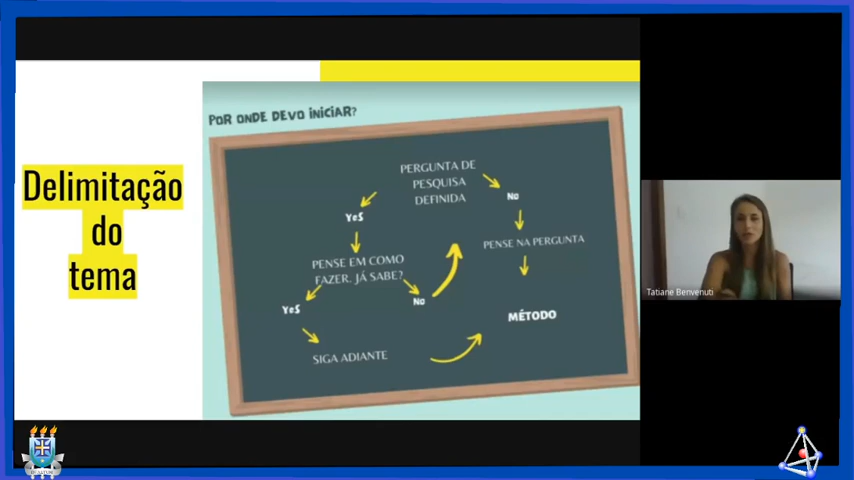 Delimitação
do
tema
POR ONDE DEVO INICIAR?
PERGUNTA DE
PESQUISA
DEFINIDA
YeS
No
PENSE EM COMO
FAZER. JÁ SABE?
PENSE NA PERGUNTA
YeS
No
MÉTODO
SIGA ADIANTE
Tatiane Benvenuti